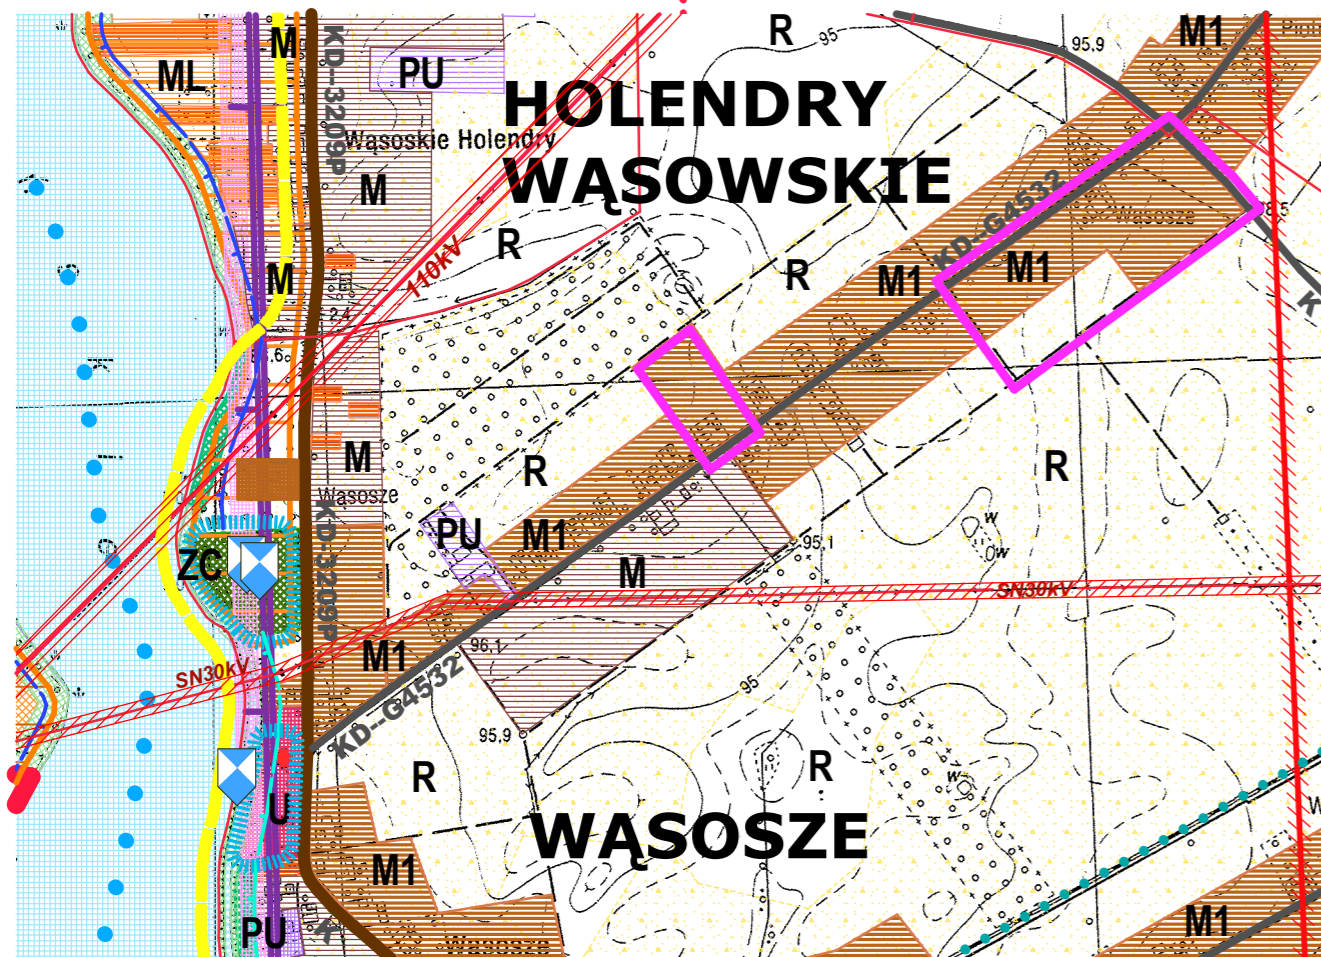 M
R
95
M1
95,9
ML
PU
KD--3209P
HOLENDRY
Wąsoskie Holendry
WĄSOWSKIE
M
KD--G4532
Wąsosze
R
R
M
110kV
M1
M1
K
M
Wąsosze
R
R
PU
M1
95,1
w
w
ZC
KD--3209P
M
SN30kV
M1
96,1
SN30kV
KD--G4532
95
95,9
R
R
w
U
WĄSOSZE
M1
M1
PU
K
Wąsosze